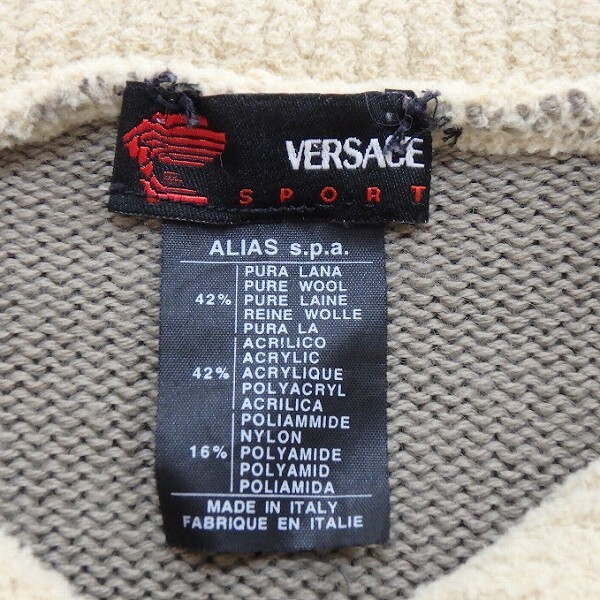 VERSACE
SPORT
ALIAS s.p.a.
PURA LANA
PURE WOOL
42% PURE LAINE
REINE WOLLE
PURA LA
ACRILICO
ACRYLIC
42% ACRYLIQUE
POLYACRYL
ACRILICA
POLIAMMIDE
NYLON
16% POLYAMIDE
POLYAMID
POLIAMIDA
MADE IN ITALY
FABRIQUE EN ITALIE